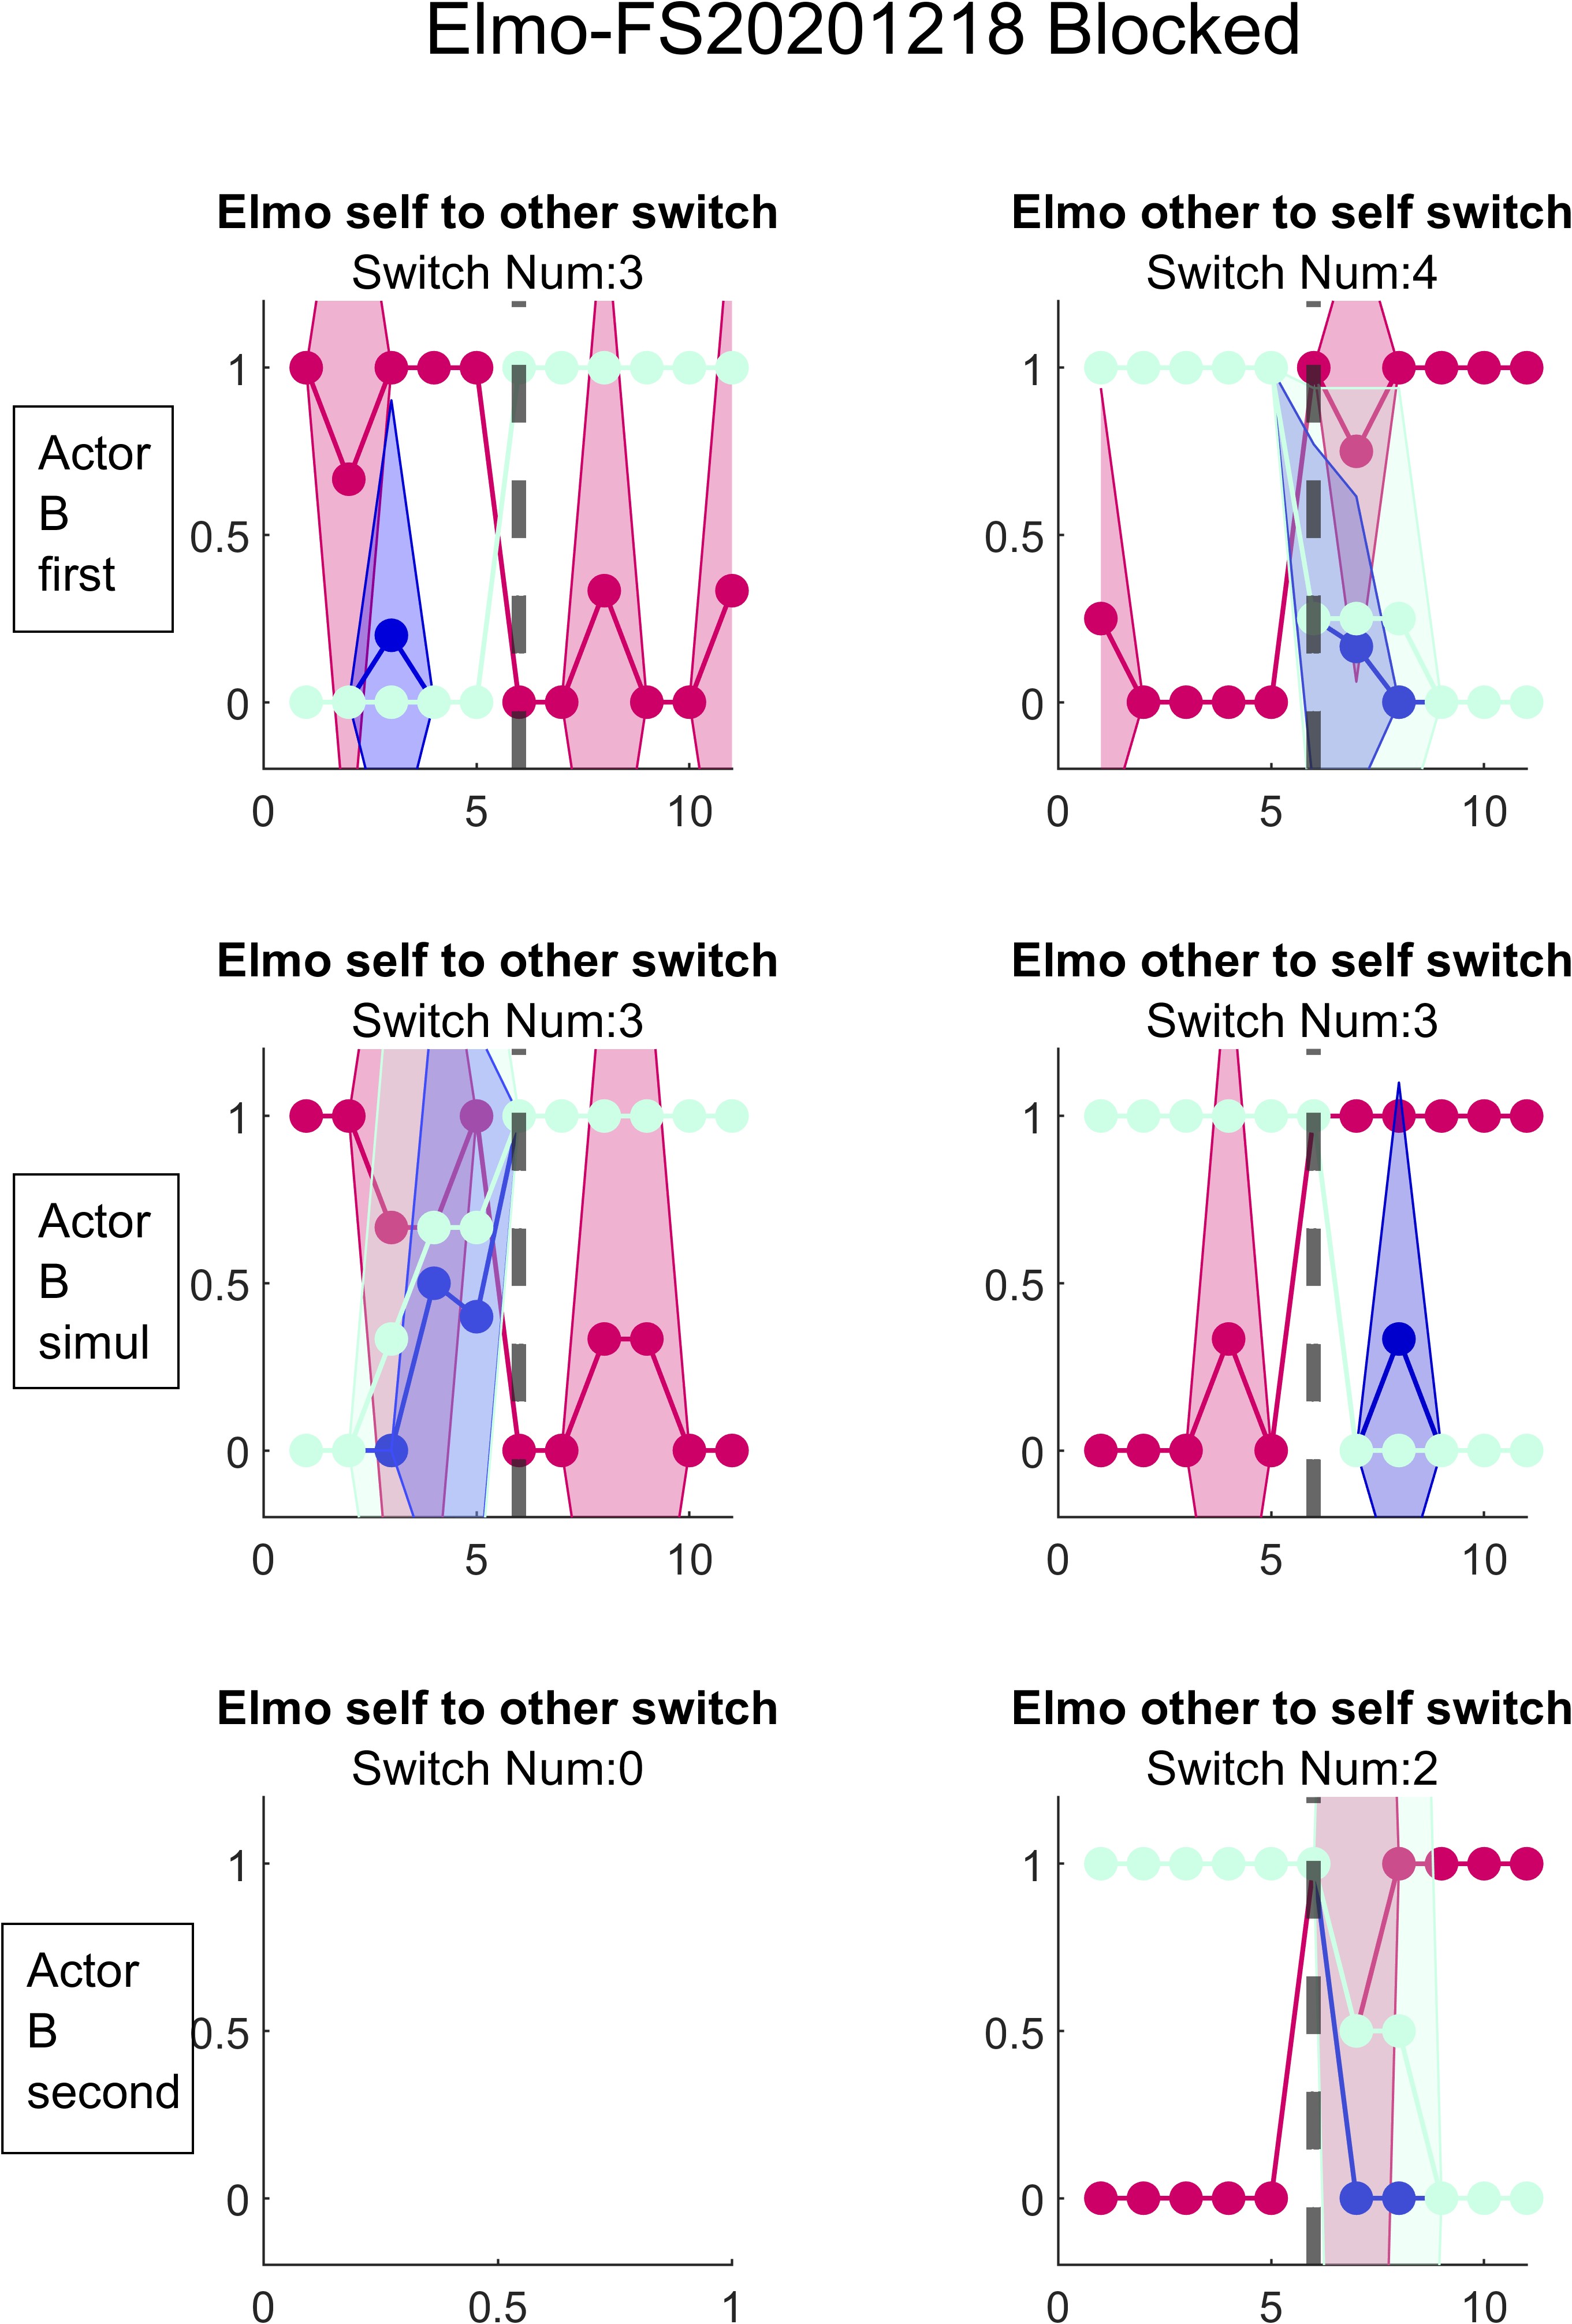 Elmo-FS20201218 Blocked
Elmo self to other switch
Switch Num:3
Elmo other to self switch
Switch Num:4
Actor
B
first
1
0.5
0
0
5
10
1
0.5
0
0
5
10
Elmo self to other switch
Switch Num:3
Elmo other to self switch
Switch Num:3
Actor
B
simul
1
0.5
0
0
5
10
1
0.5
0
0
5
10
Elmo self to other switch
Switch Num:0
Elmo other to self switch
Switch Num:2
Actor
B
second
1
0.5
0
0
0.5
1
1
0.5
0
0
5
10